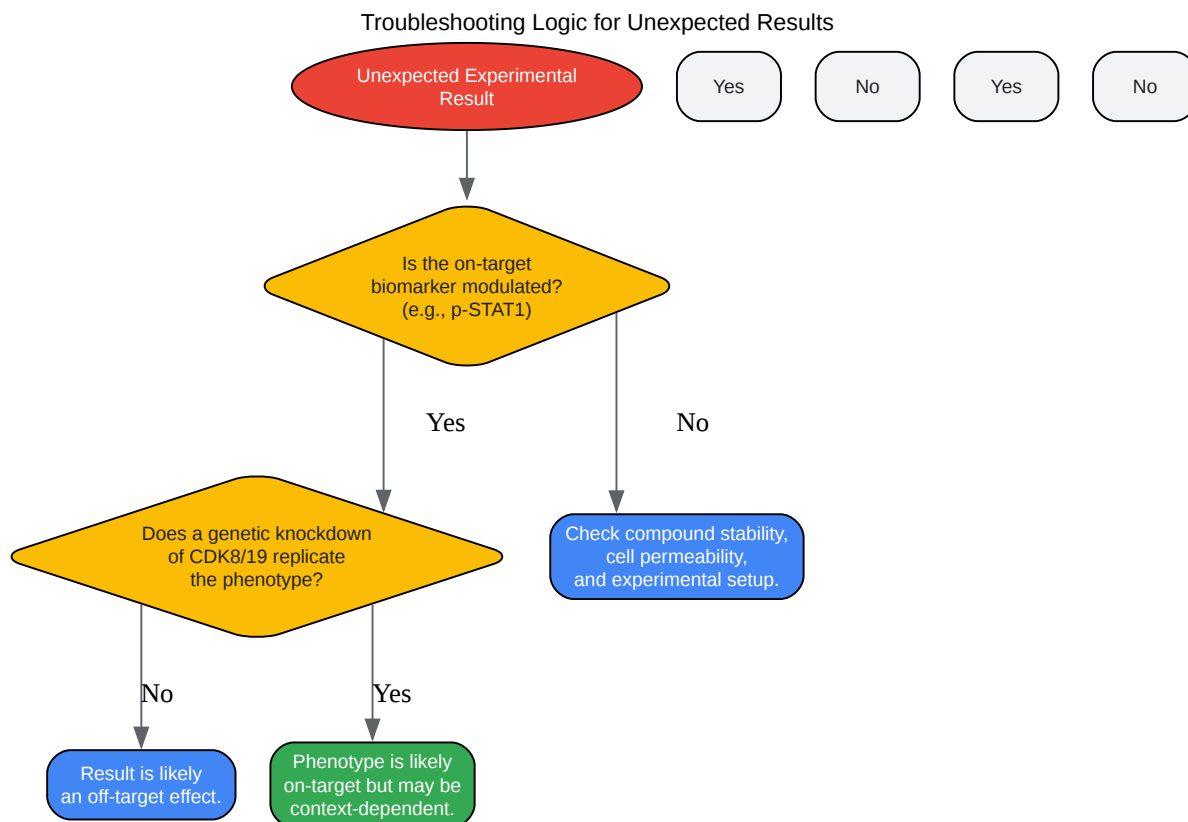 Troubleshooting Logic for Unexpected Results
Unexpected Experimental
Result
Yes
No
Yes
No
Is the on-target
biomarker modulated?
(e.g., p-STAT1)
Yes
No
Does a genetic knockdown
of CDK8/19 replicate
the phenotype?
Check compound stability,
cell permeability,
and experimental setup.
No
Yes
Result is likely
an off-target effect.
Phenotype is likely
on-target but may be
context-dependent.